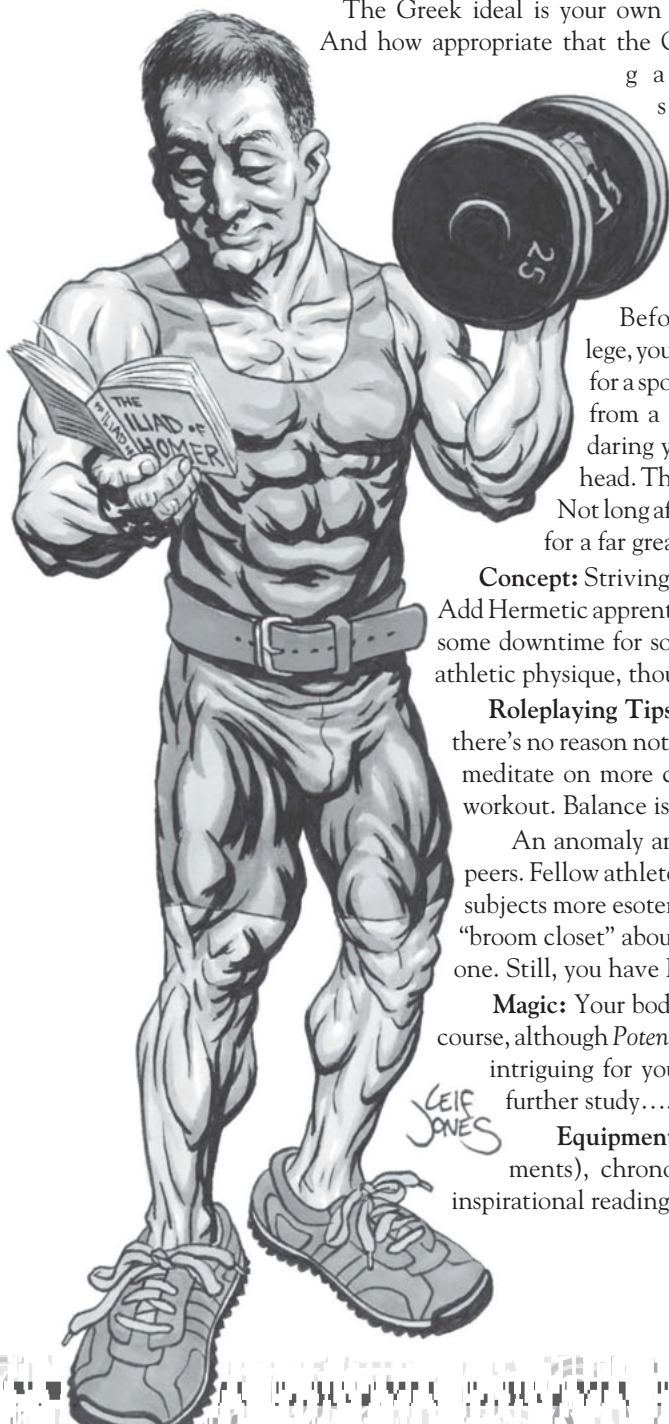 The Greek ideal is your own
And how appropriate that the
g a
s
25
Befo
lege, you
for a spo
from a
daring y
head. Th
Not long af
for a far grea
THE
ILIAD OF
HOMER
ILIAD
Concept: Striving
Add Hermetic apprent
some downtime for so
athletic physique, thou
Roleplaying Tips
there's no reason not
meditate on more c
workout. Balance is
An anomaly ar
peers. Fellow athlete
subjects more esoter
“broom closet” abou
one. Still, you have
Magic: Your bod
course, although Poten
intriguing for you
further study….
LEIF
JONES
Equipment
ments), chrono
inspirational reading